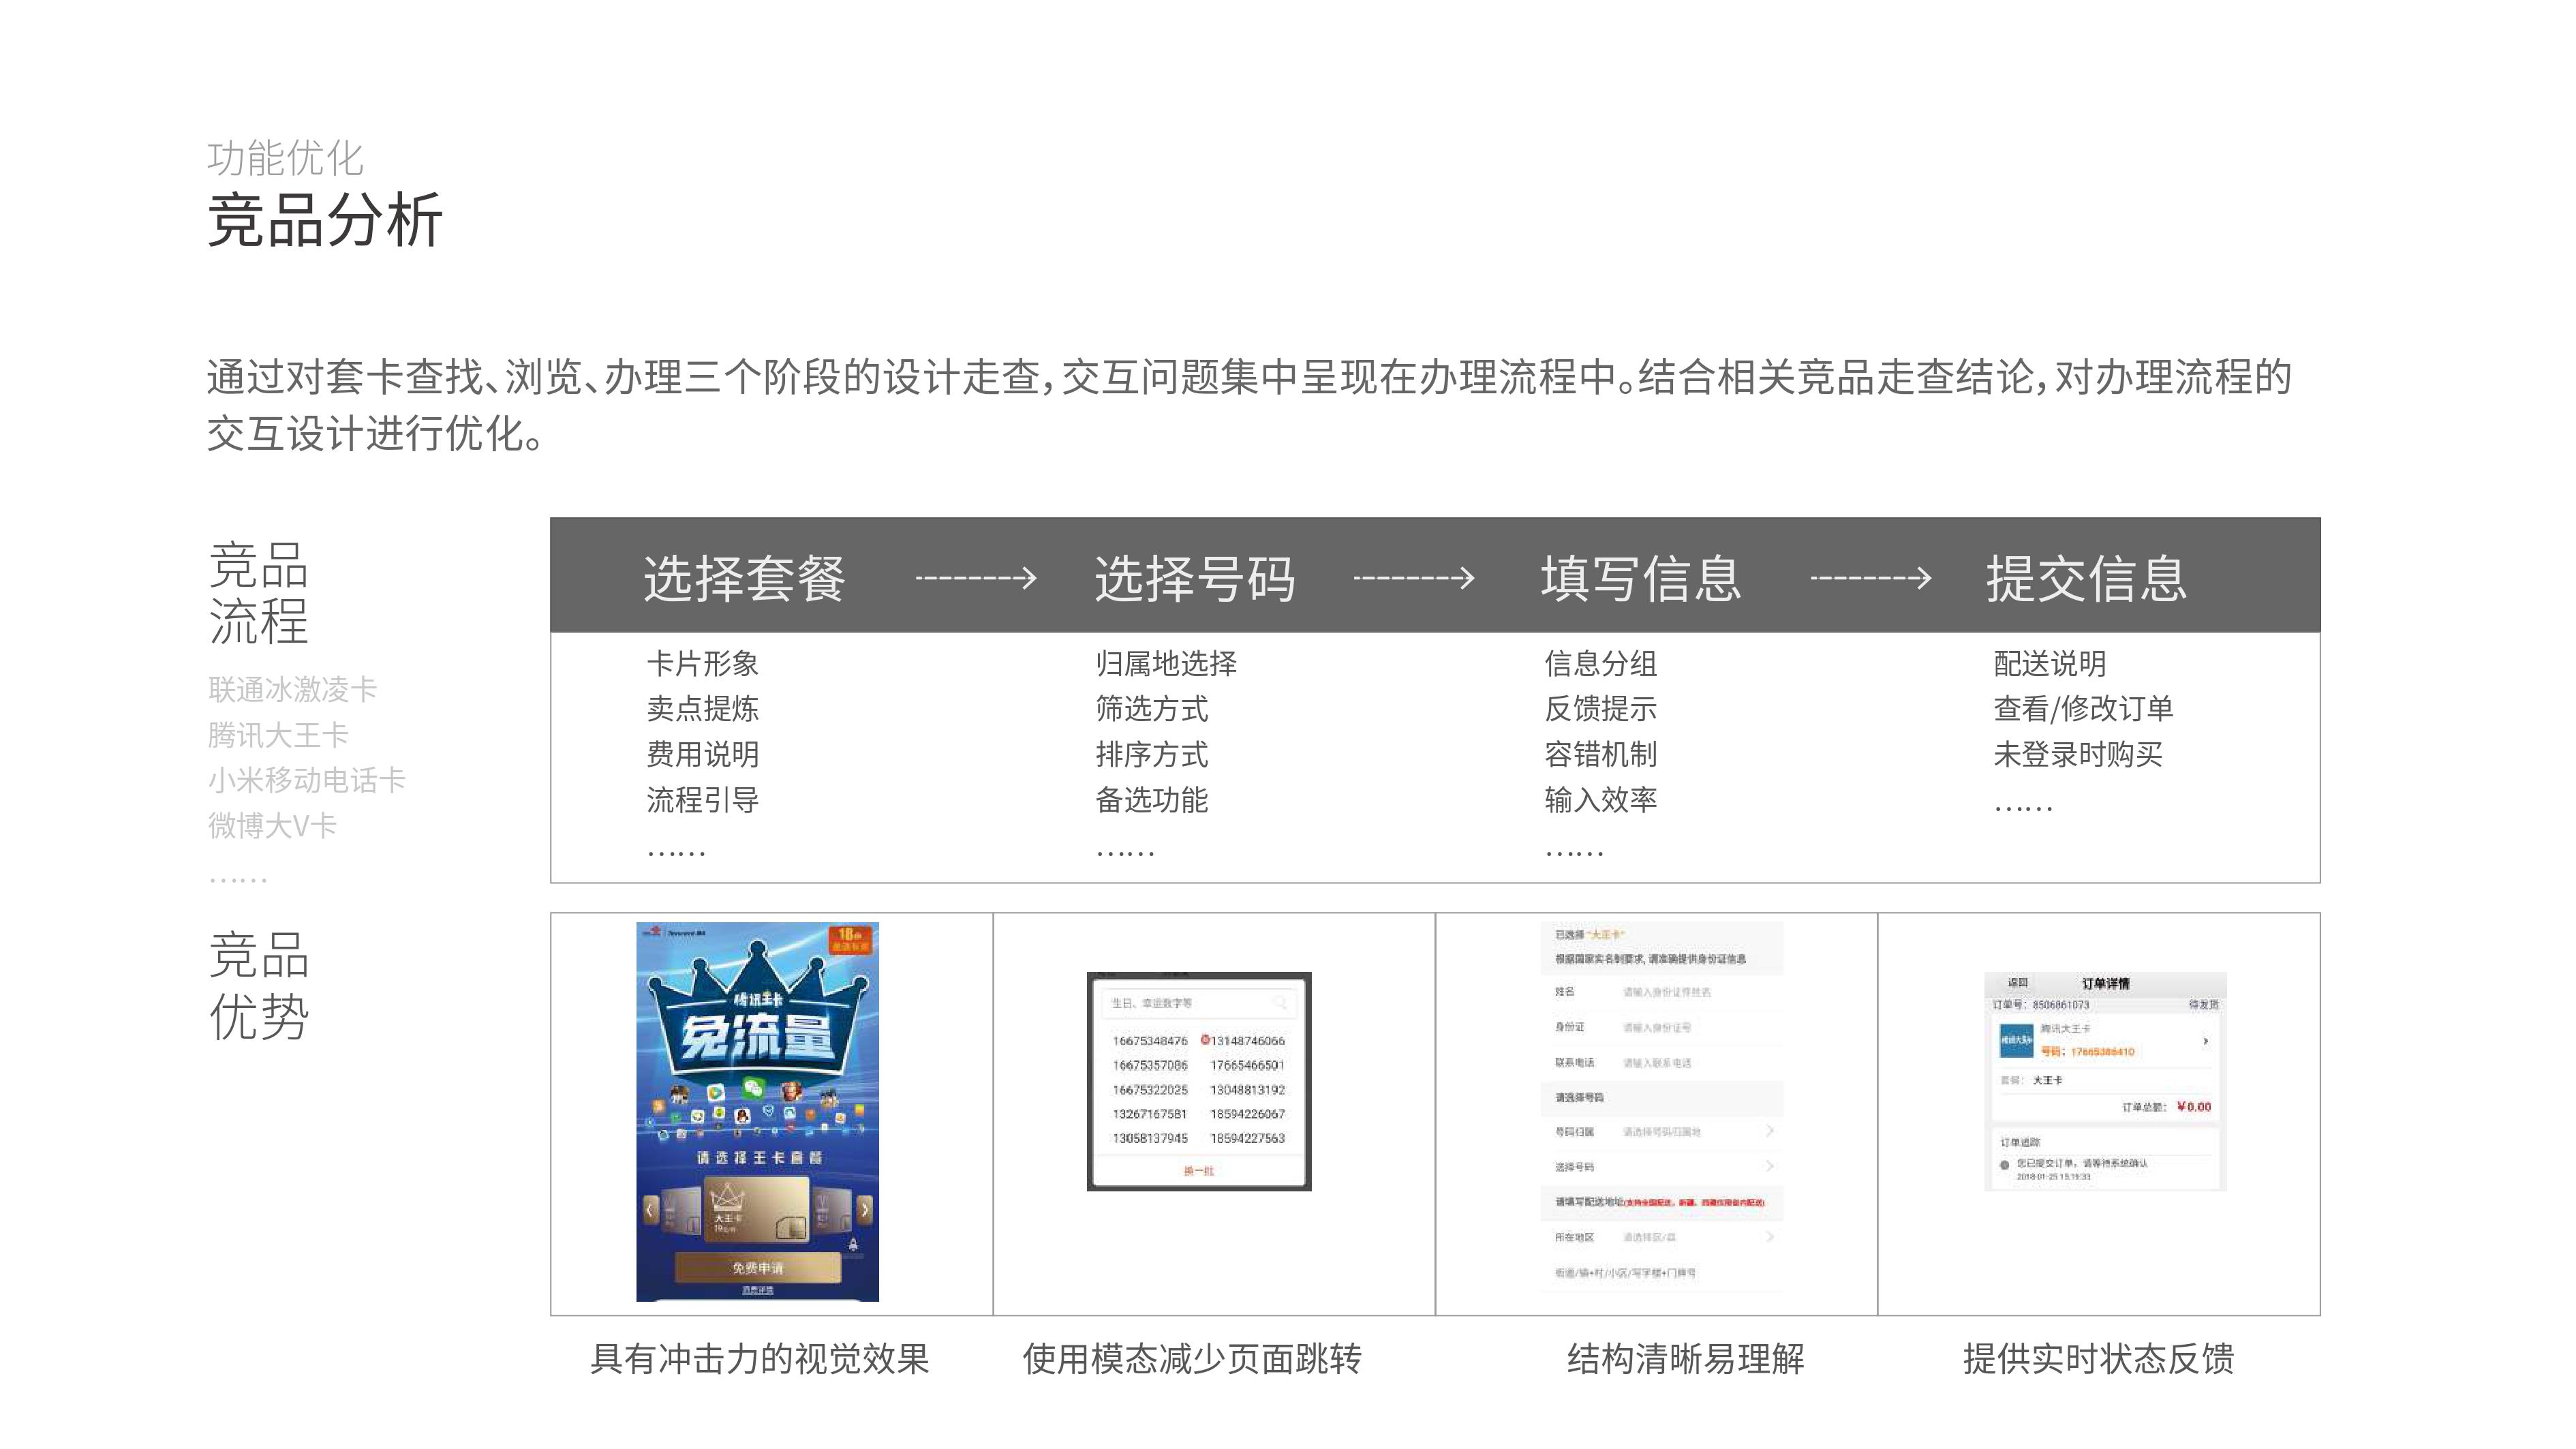 功能优化
竞品分析
通过对套卡查找、浏览、办理三个阶段的设计走查，交互问题集中呈现在办理流程中。结合相关竞品走查结论，对办理流程的
交互设计进行优化。
竞品
流程
联通冰激凌卡
腾讯大王卡
小米移动电话卡
微博大V卡
……
选择套餐
选择号码
填写信息
提交信息
卡片形象
卖点提炼
费用说明
流程引导
……
归属地选择
筛选方式
排序方式
备选功能
……
信息分组
反馈提示
容错机制
输入效率
……
配送说明
查看/修改订单
未登录时购买
……
竞品
优势
腾讯王卡
免流量
请选择王卡套餐
大王卡
免费申请
资费详情
具有冲击力的视觉效果
生日、幸运数字等
16675348476 13148746066
16675357086 17665466501
16675322025 13048813192
13267167581 18594226067
13058137945 18594227563
换一批
使用模态减少页面跳转
已选择“大王卡”
根据国家实名制要求, 请准确提供身份证信息
姓名 请输入身份证件姓名
身份证 请输入身份证号
联系电话 请输入联系电话
请选择号码
号码归属 请选择号码归属地
选择号码
请填写配送地址(支持全国配送，新疆、西藏仅限自内配送)
所在地区 请选择区/县
街道/镇+村/小区/写字楼+门牌号
结构清晰易理解
返回 订单详情
订单号：8506861073 待发货
腾讯大王卡
号码：17665386410
套餐：大王卡
订单总额：￥0.00
订单追踪
您已提交订单，请等待系统确认
2018-01-25 15:19:33
提供实时状态反馈